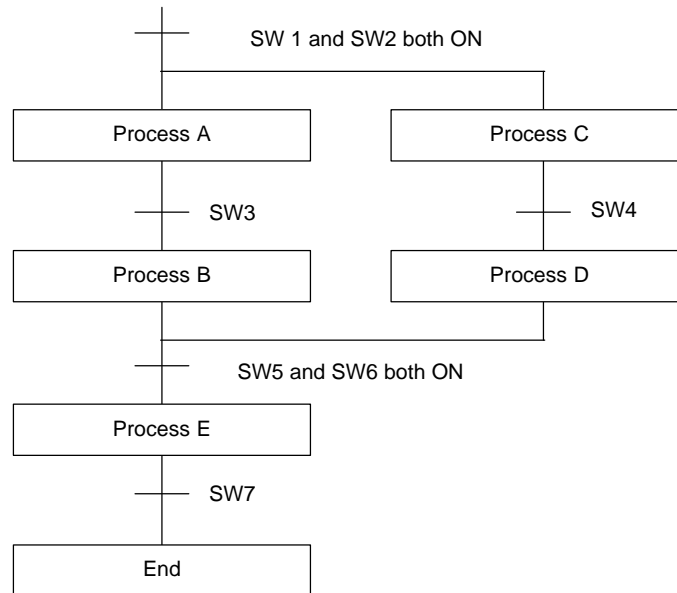 SW 1 and SW2 both ON
Process A
Process C
SW3
SW4
Process B
Process D
SW5 and SW6 both ON
Process E
SW7
End